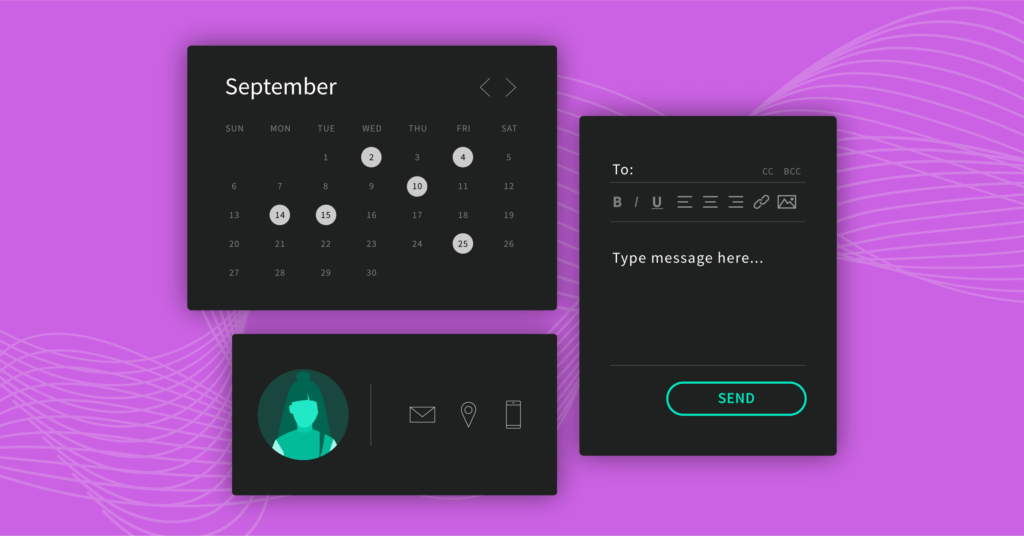 September
SUN MON TUE WED THU FRI SAT
1 2 3 4 5
6 7 8 9 10 11 12
13 14 15 16 17 18 19
20 21 22 23 24 25 26
27 28 29 30
To: CC BCC
B I U
Type message here...
SEND